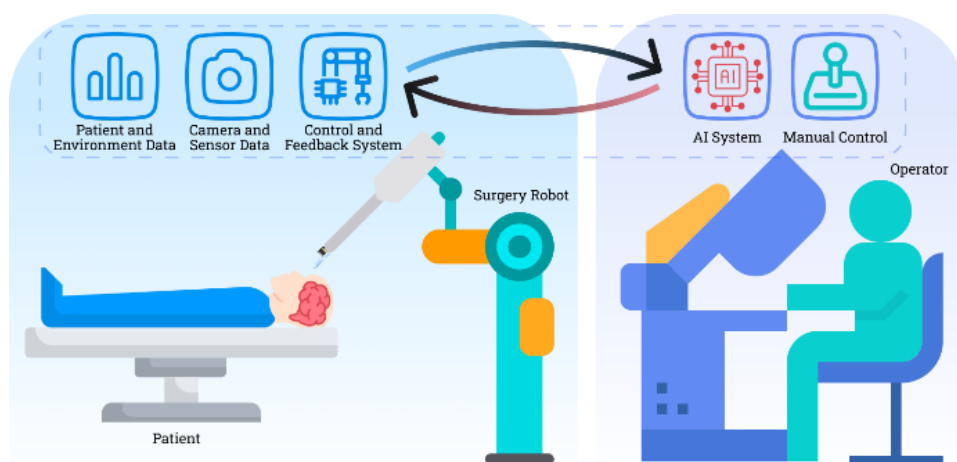 Patient and
Environment Data
Camera and
Sensor Data
Control and
Feedback System
AI
AI System
Manual Control
Operator
Surgery Robot
Patient